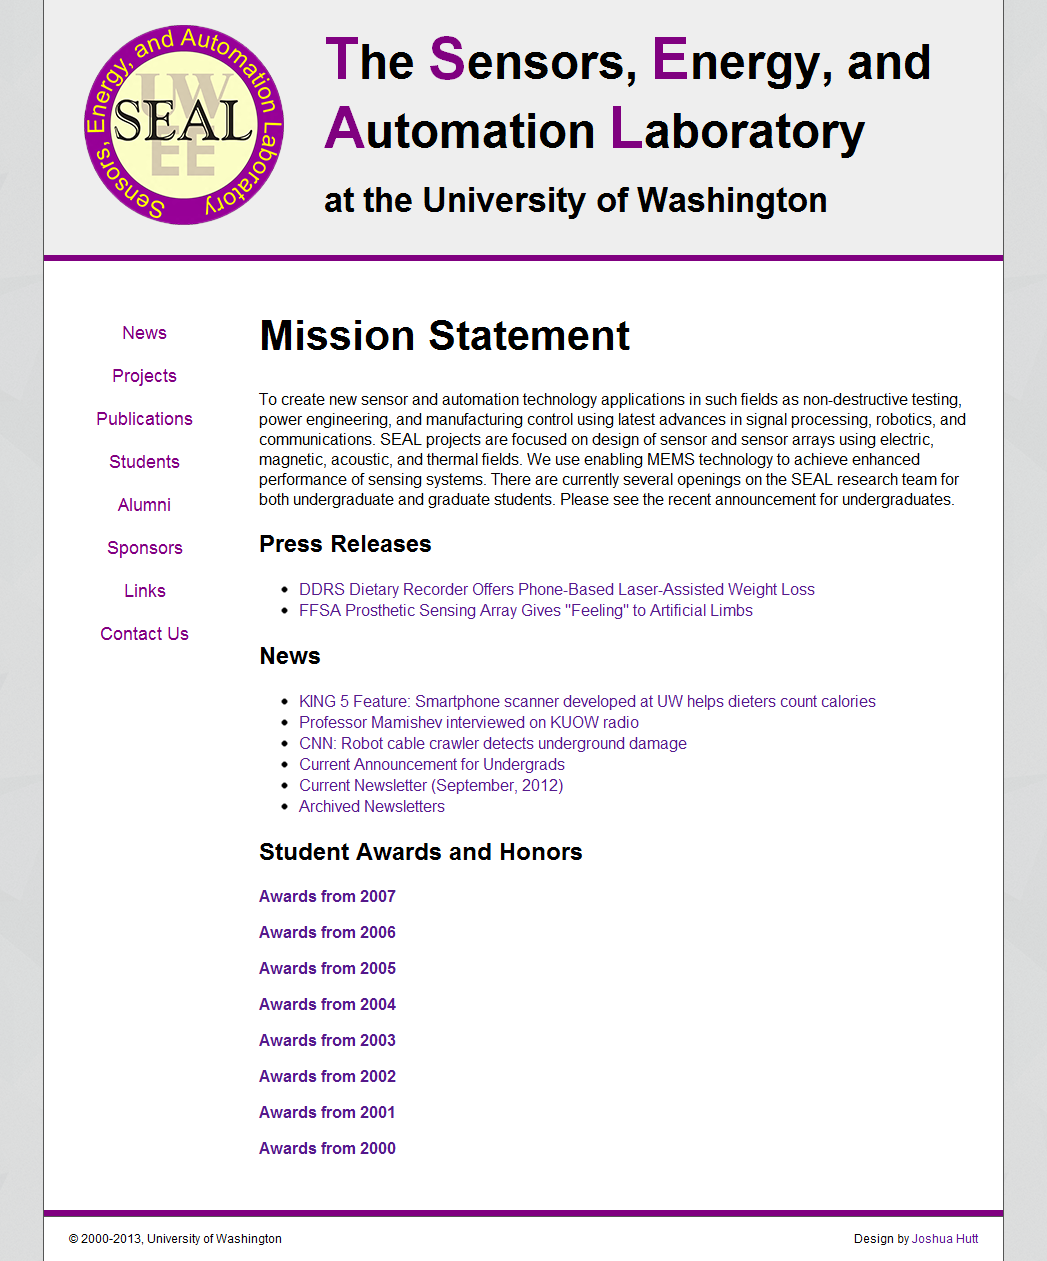 Sensors, Energy, and Automation Laboratory
UW
EE
SEAL
The Sensors, Energy, and
Automation Laboratory
at the University of Washington
News
Projects
Publications
Students
Alumni
Sponsors
Links
Contact Us
Mission Statement
To create new sensor and automation technology applications in such fields as non-destructive testing,
power engineering, and manufacturing control using latest advances in signal processing, robotics, and
communications. SEAL projects are focused on design of sensor and sensor arrays using electric,
magnetic, acoustic, and thermal fields. We use enabling MEMS technology to achieve enhanced
performance of sensing systems. There are currently several openings on the SEAL research team for
both undergraduate and graduate students. Please see the recent announcement for undergraduates.
Press Releases
DDRS Dietary Recorder Offers Phone-Based Laser-Assisted Weight Loss
FFSA Prosthetic Sensing Array Gives "Feeling" to Artificial Limbs
News
KING 5 Feature: Smartphone scanner developed at UW helps dieters count calories
Professor Mamishev interviewed on KUOW radio
CNN: Robot cable crawler detects underground damage
Current Announcement for Undergrads
Current Newsletter (September, 2012)
Archived Newsletters
Student Awards and Honors
Awards from 2007
Awards from 2006
Awards from 2005
Awards from 2004
Awards from 2003
Awards from 2002
Awards from 2001
Awards from 2000
© 2000-2013, University of Washington
Design by Joshua Hutt